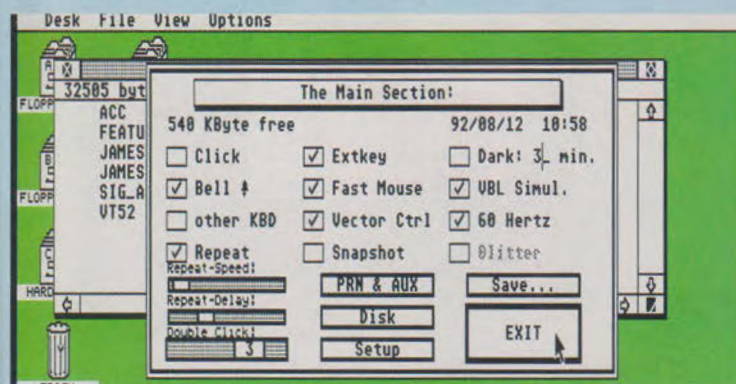 Desk File View Options
A
32505 byt
FLOPP
ACC
FEATU
JAMES
JAMES
SIG_A
VT52
B
FLOPP
C
HARD
The Main Section:
540 KByte free 92/08/12 10:58
Click Extkey Dark: 3_ min.
Bell Fast Mouse VBL Simul.
other KBD Vector Ctrl 60 Hertz
Repeat Snapshot Blitter
Repeat-Speed:
PRN & AUX Save...
Repeat-Delay:
Disk EXIT
Double Click:
3 Setup